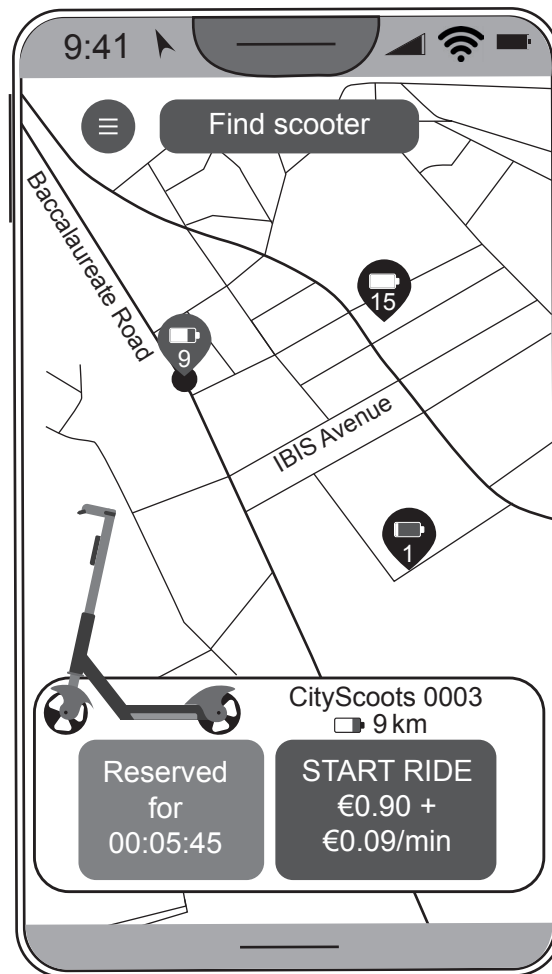 9:41
Find scooter
Baccalaureate Road
15
9
IBIS Avenue
1
CityScoots 0003
9 km
Reserved
for
00:05:45
START RIDE
€0.90 +
€0.09/min